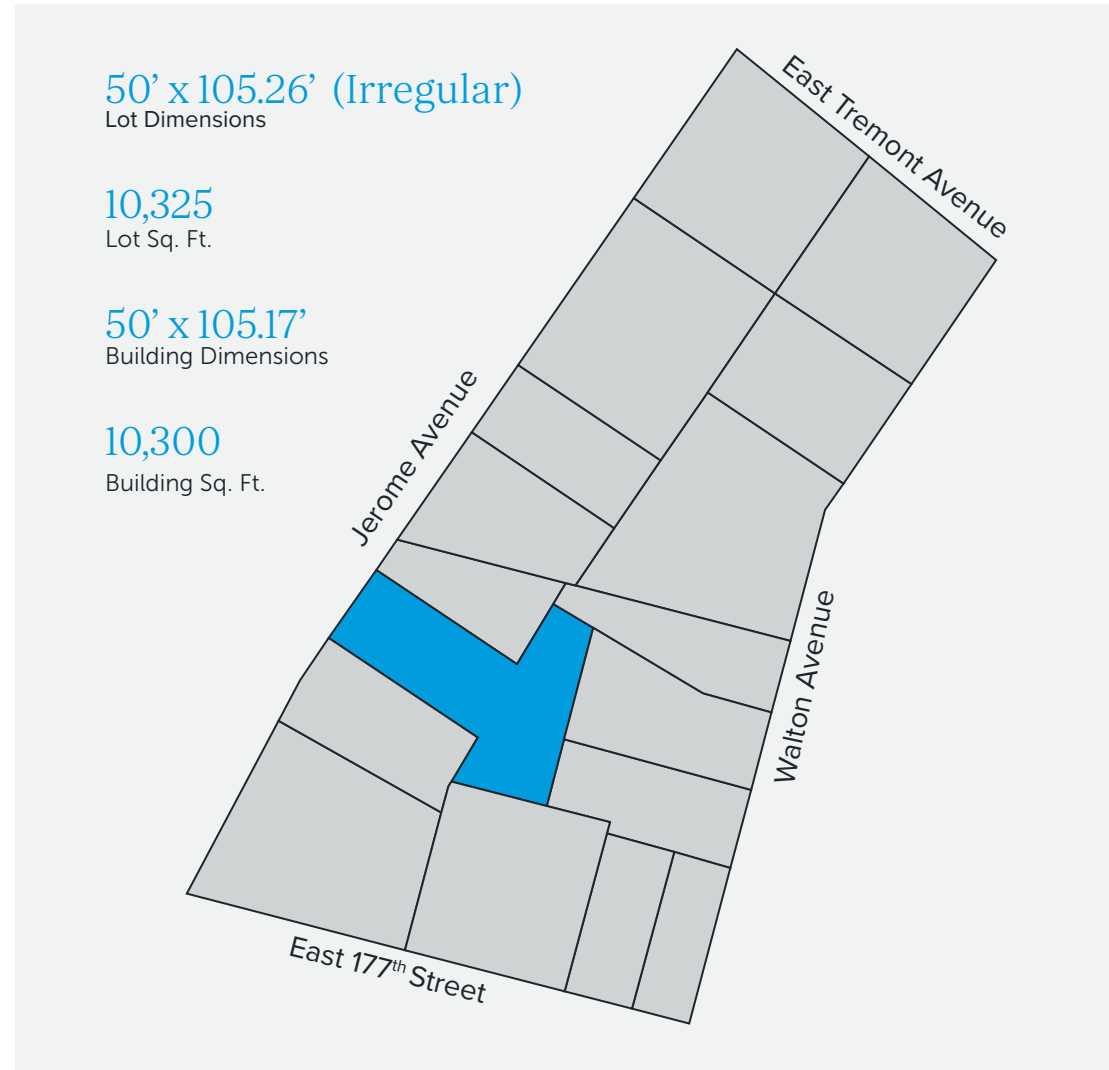 50’ x 105.26’ (Irregular)
Lot Dimensions
10,325
Lot Sq. Ft.
50’ x 105.17’
Building Dimensions
10,300
Building Sq. Ft.
East Tremont Avenue
Jerome Avenue
Walton Avenue
East 177th Street